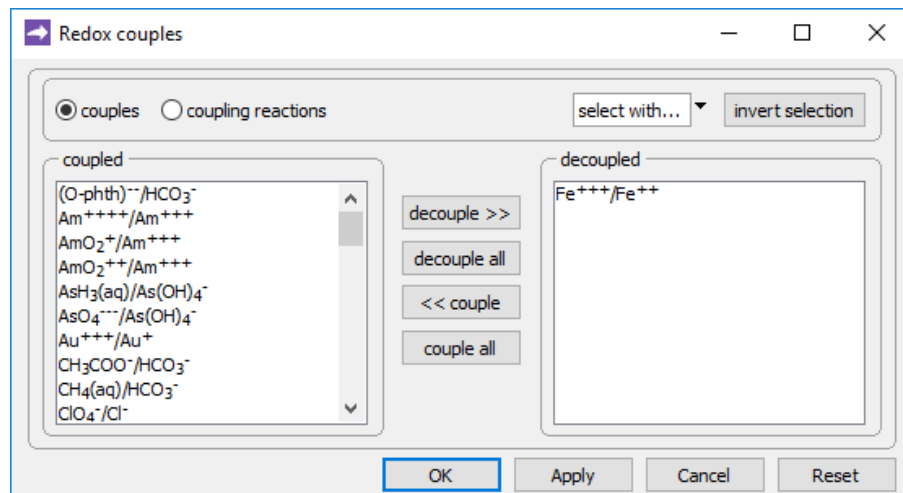 Redox couples
couples coupling reactions select with... invert selection
coupled
decoupled
(O-phth)⁻⁻/HCO₃⁻
Am⁺⁺⁺⁺/Am⁺⁺⁺
AmO₂⁺/Am⁺⁺⁺
AmO₂⁺⁺/Am⁺⁺⁺
AsH₃(aq)/As(OH)₄⁻
AsO₄⁻⁻⁻/As(OH)₄⁻
Au⁺⁺⁺/Au⁺
CH₃COO⁻/HCO₃⁻
CH₄(aq)/HCO₃⁻
ClO₄⁻/Cl⁻
decouple >>
decouple all
<< couple
couple all
Fe⁺⁺⁺/Fe⁺⁺
OK Apply Cancel Reset